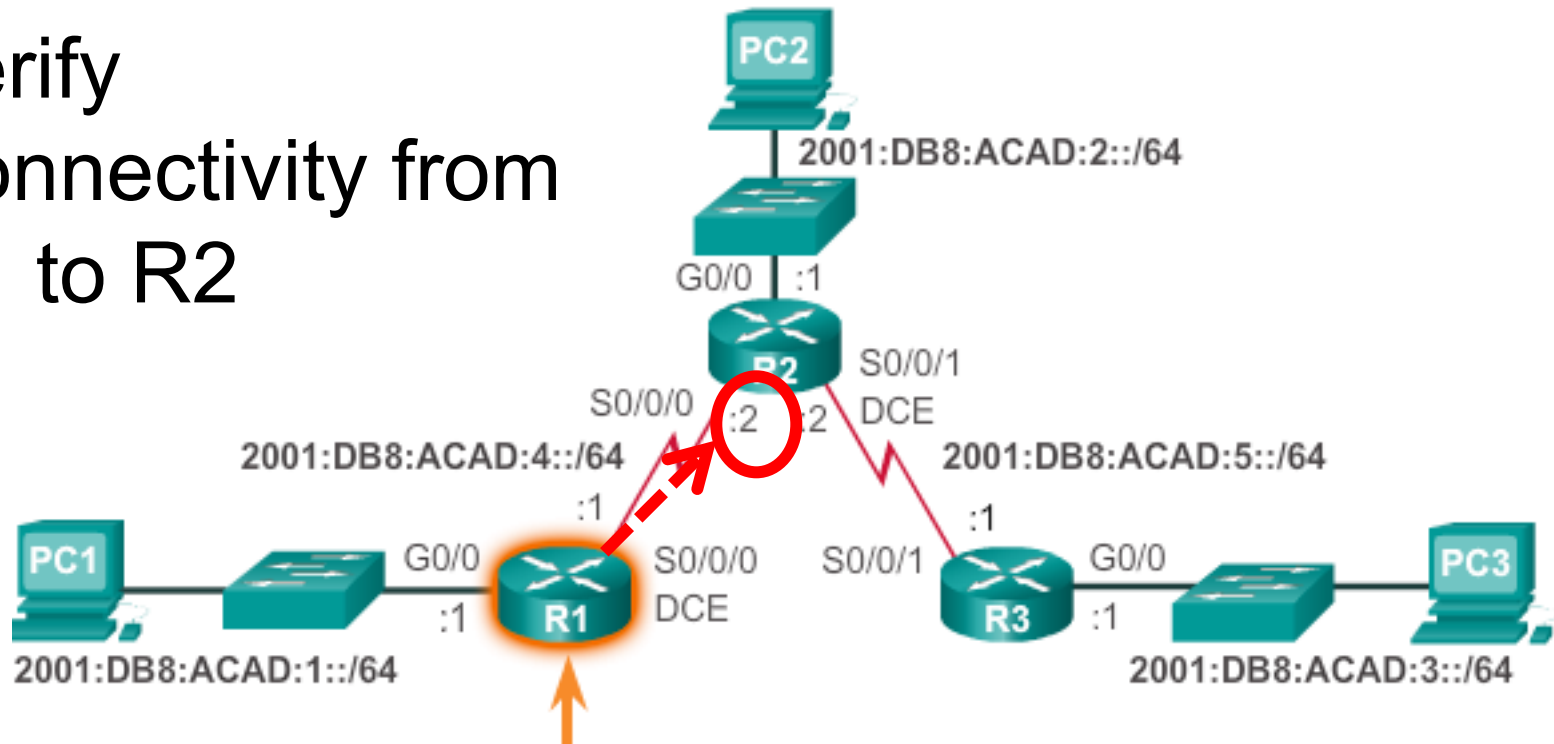 erify
onnectivity from
to R2
PC2
2001:DB8:ACAD:2::/64
G0/0 :1
R2
S0/0/1
DCE
S0/0/0 :2 :2
2001:DB8:ACAD:4::/64
2001:DB8:ACAD:5::/64
:1
:1
PC1
G0/0
:1
R1
S0/0/0
DCE
S0/0/1
R3
G0/0
:1
PC3
2001:DB8:ACAD:1::/64
2001:DB8:ACAD:3::/64